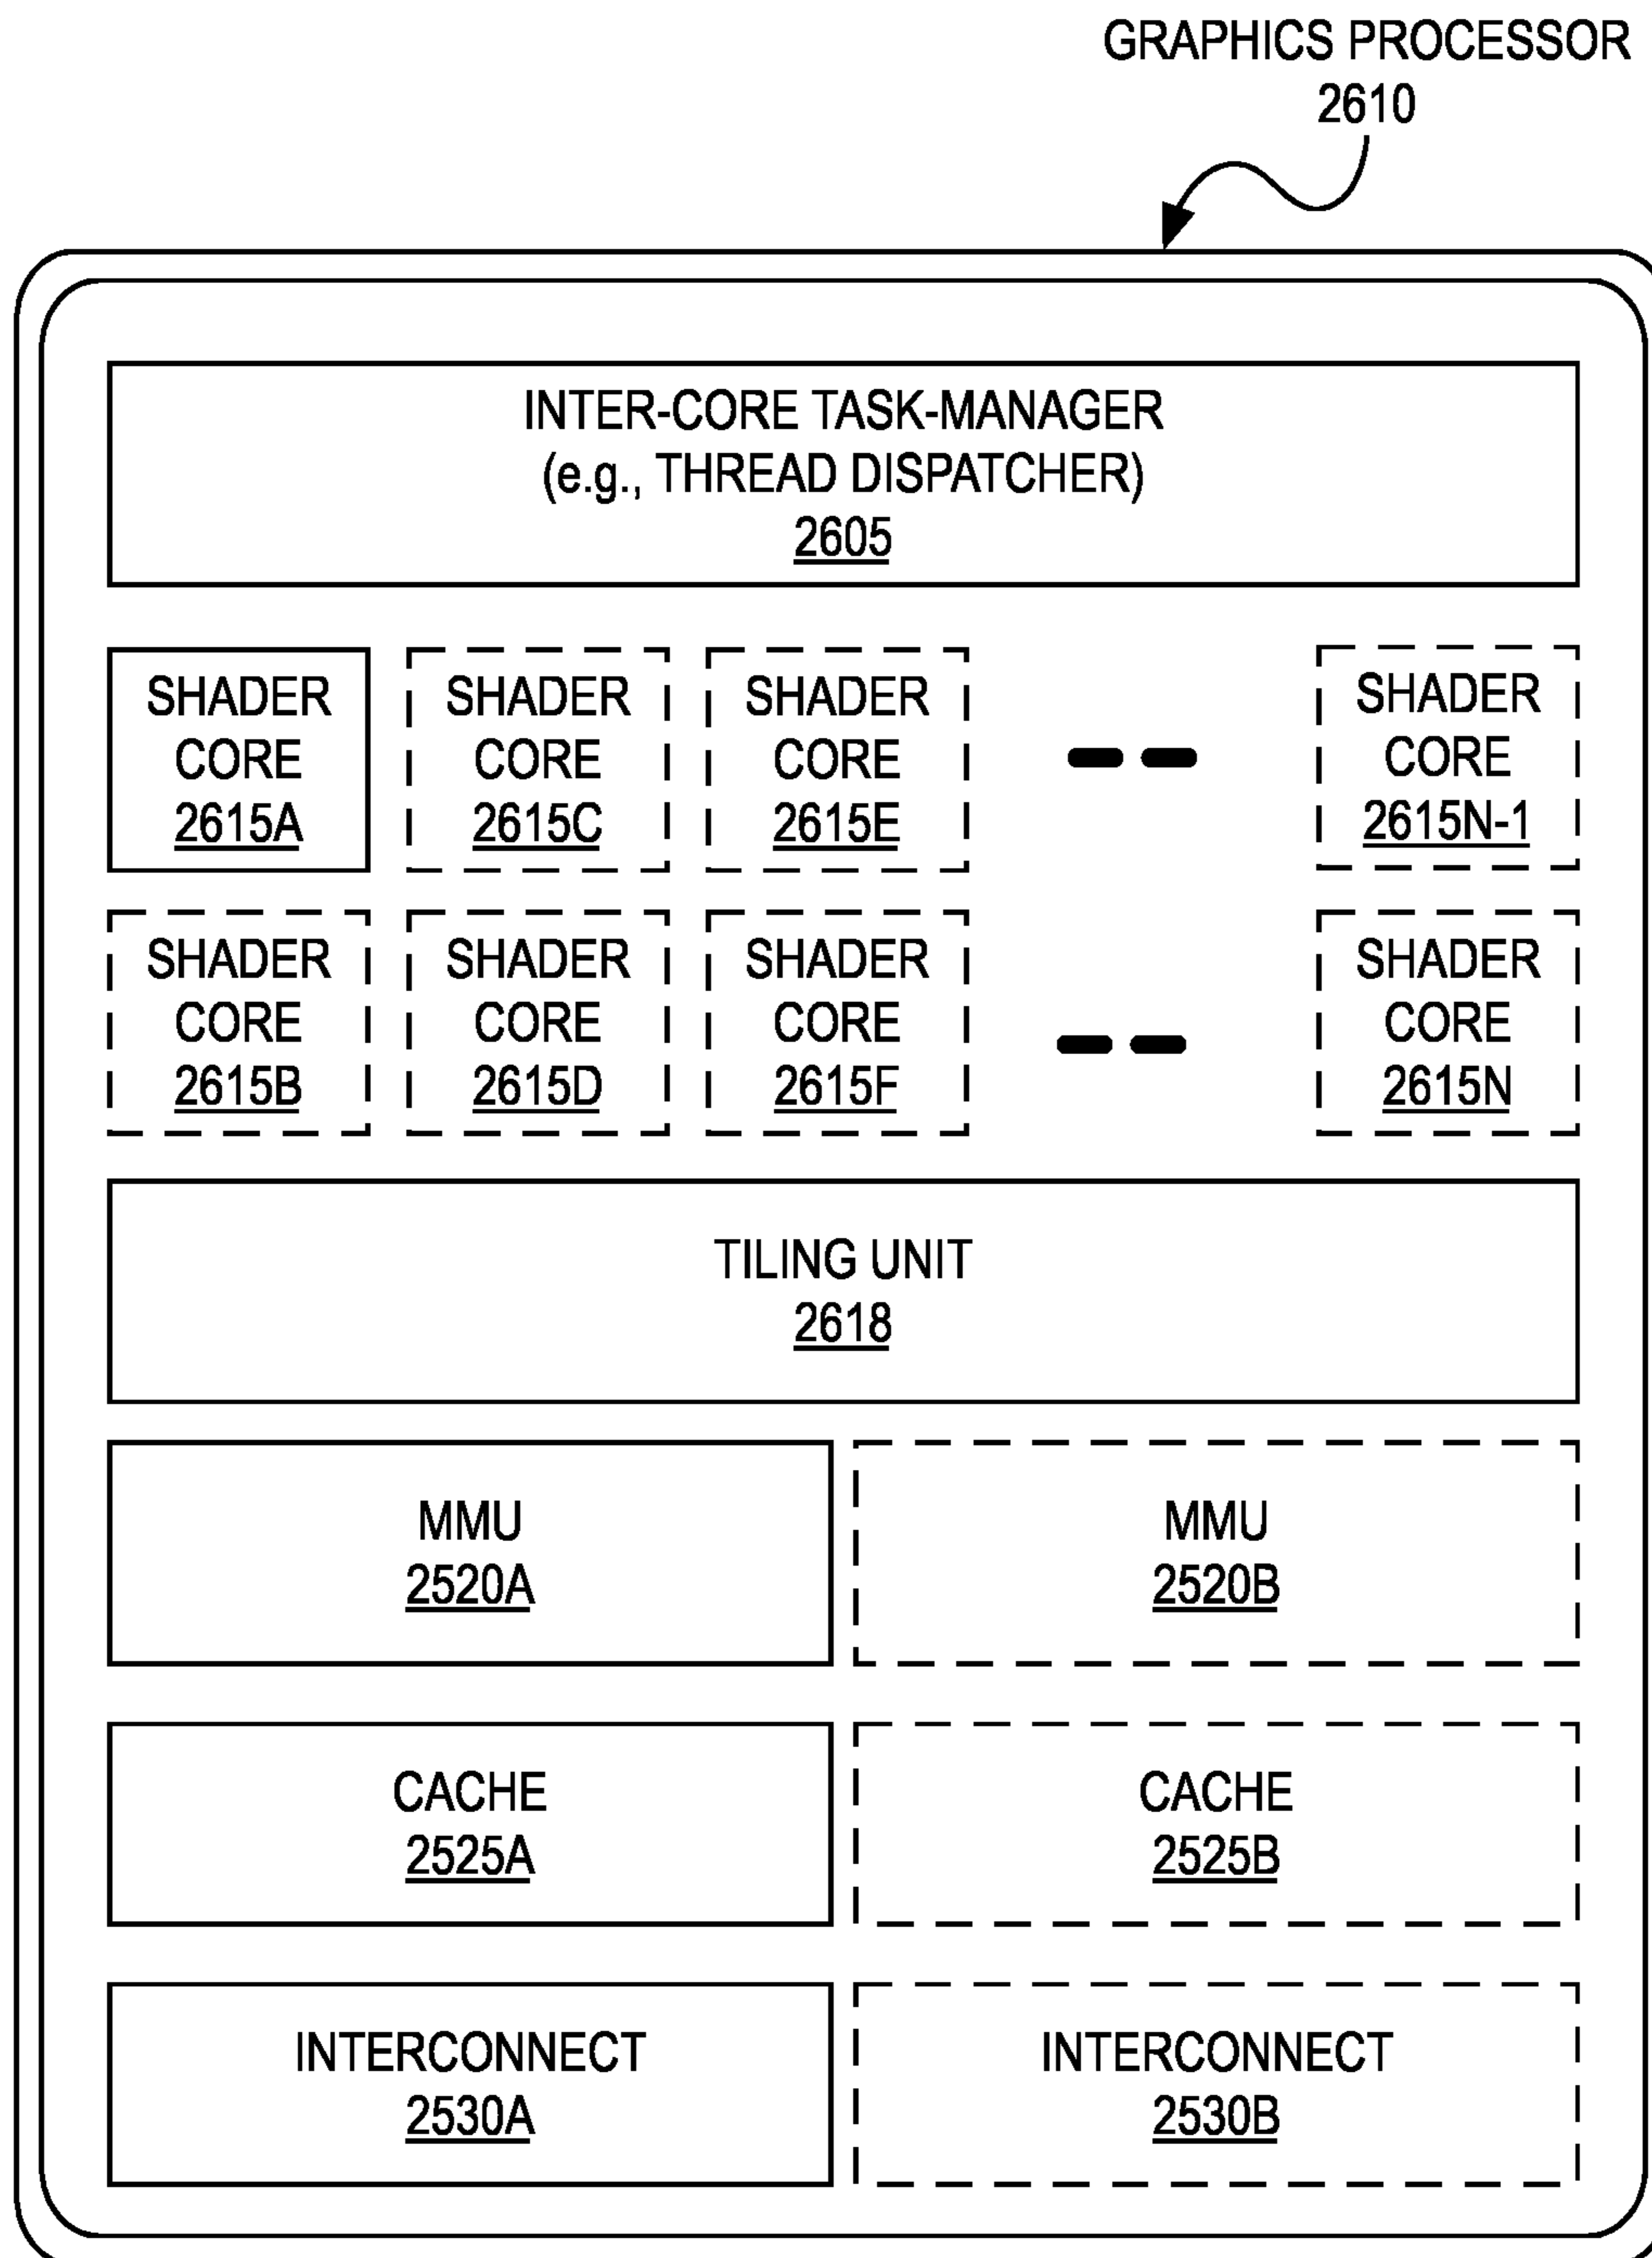 GRAPHICS PROCESSOR
2610
INTER-CORE TASK-MANAGER
(e.g., THREAD DISPATCHER)
2605
SHADER
CORE
2615A
SHADER
CORE
2615C
SHADER
CORE
2615E
SHADER
CORE
2615N-1
SHADER
CORE
2615B
SHADER
CORE
2615D
SHADER
CORE
2615F
SHADER
CORE
2615N
TILING UNIT
2618
MMU
2520A
MMU
2520B
CACHE
2525A
CACHE
2525B
INTERCONNECT
2530A
INTERCONNECT
2530B